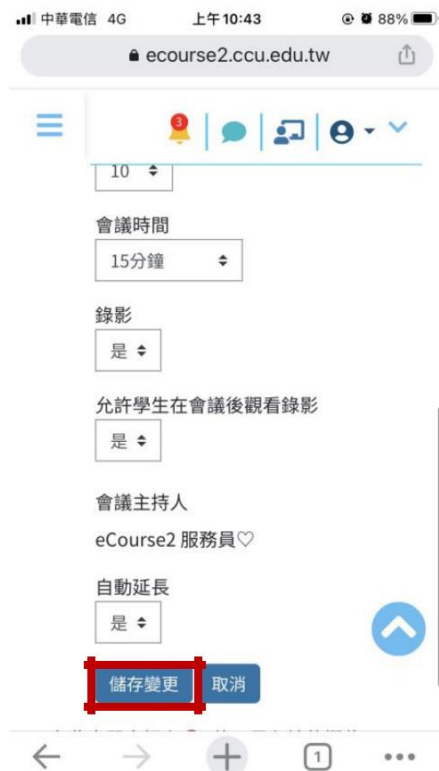 中華電信 4G 上午10:43 88%
ecourse2.ccu.edu.tw
3
10
會議時間
15分鐘
錄影
是
允許學生在會議後觀看錄影
是
會議主持人
eCourse2 服務員♡
自動延長
是
儲存變更 取消
1